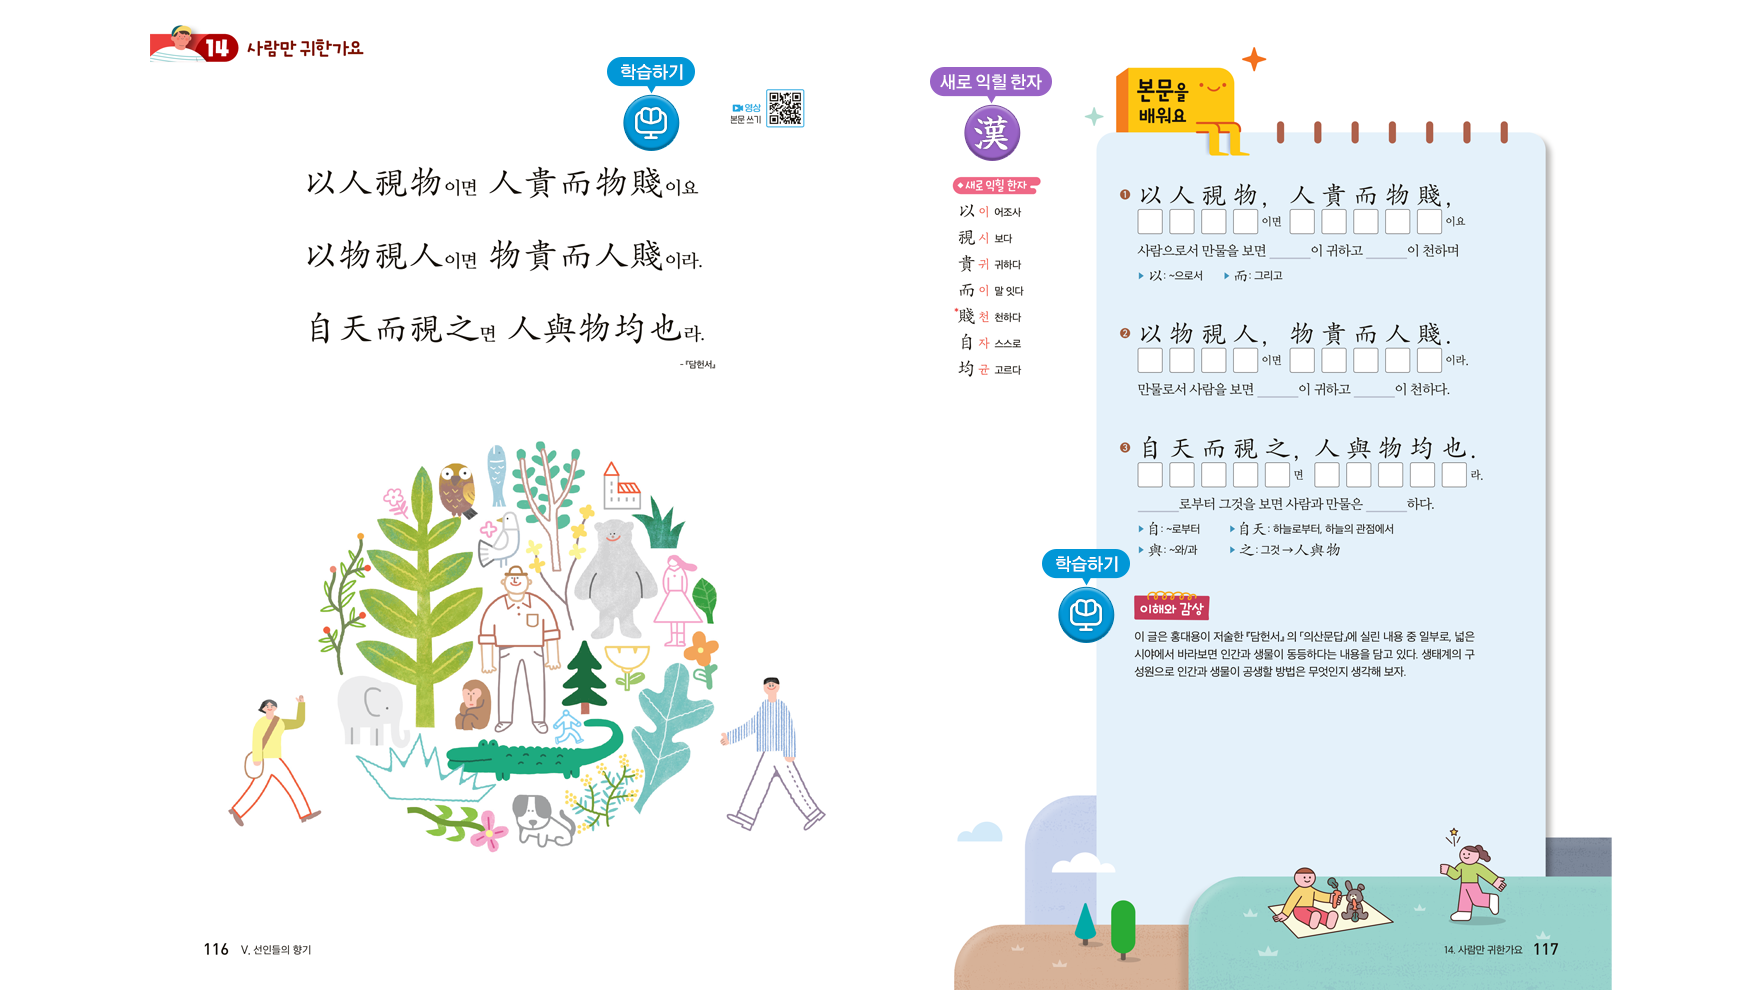 14 사람만 귀한가요
학습하기
영상
본문 쓰기
以人視物이면 人貴而物賤이요
以物視人이면 物貴而人賤이라.
自天而視之면 人與物均也라.
- 『담헌서』
116 Ⅴ. 선인들의 향기
새로 익힐 한자
漢
새로 익힐 한자
以 이 어조사
視 시 보다
貴 귀 귀하다
而 이 말 잇다
*賤 천 천하다
自 자 스스로
均 균 고르다
본문을
배워요
1 以人視物, 人貴而物賤,
이면 이요
사람으로서 만물을 보면 ______이 귀하고 ______이 천하며
▶ 以: ~으로서 ▶ 而: 그리고
2 以物視人, 物貴而人賤.
이면 이라.
만물로서 사람을 보면 ______이 귀하고 ______이 천하다.
3 自天而視之, 人與物均也.
면 라.
______로부터 그것을 보면 사람과 만물은 ______하다.
▶ 自: ~로부터 ▶ 自天: 하늘로부터, 하늘의 관점에서
▶ 與: ~와/과 ▶ 之: 그것 → 人與物
학습하기
이해와 감상
이 글은 홍대용이 저술한 『담헌서』의 「의산문답」에 실린 내용 중 일부로, 넓은
시야에서 바라보면 인간과 생물이 동등하다는 내용을 담고 있다. 생태계의 구
성원으로 인간과 생물이 공생할 방법은 무엇인지 생각해 보자.
14. 사람만 귀한가요 117